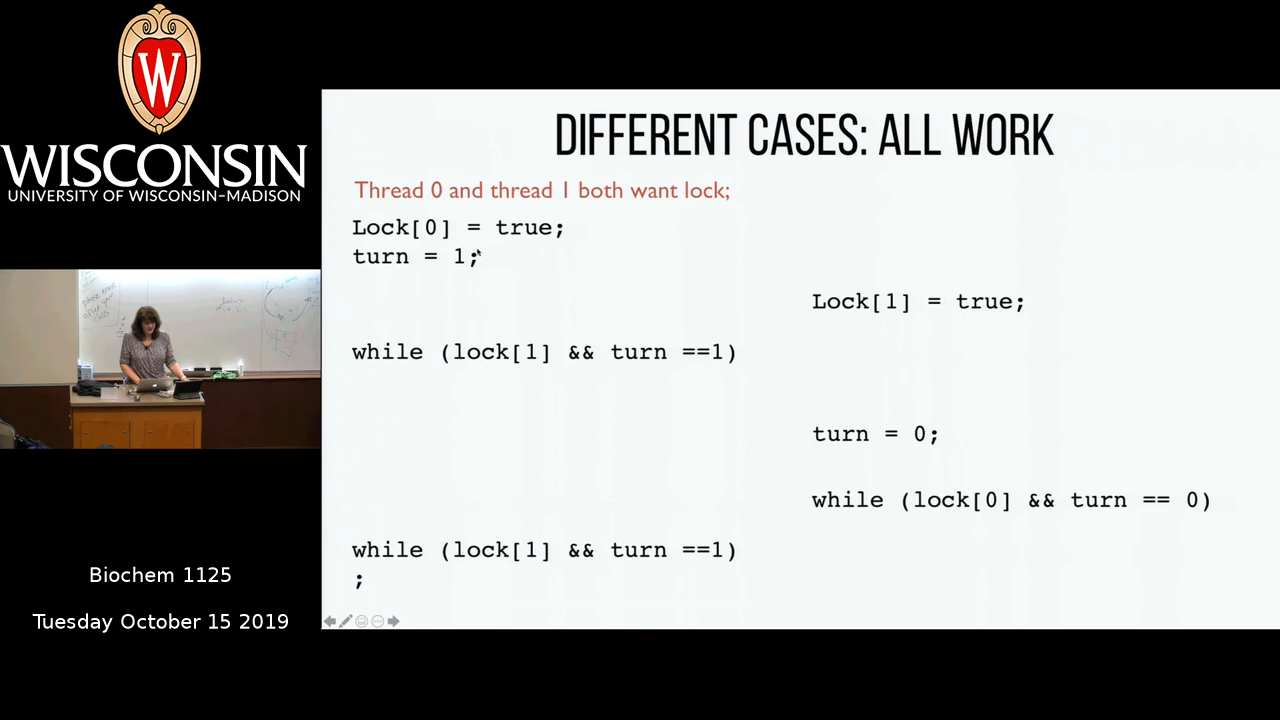 W
WISCONSIN
UNIVERSITY OF WISCONSIN–MADISON
Biochem 1125
Tuesday October 15 2019
DIFFERENT CASES: ALL WORK
Thread 0 and thread 1 both want lock;
Lock[0] = true;
turn = 1;
Lock[1] = true;
while (lock[1] && turn ==1)
turn = 0;
while (lock[0] && turn == 0)
while (lock[1] && turn ==1)
;